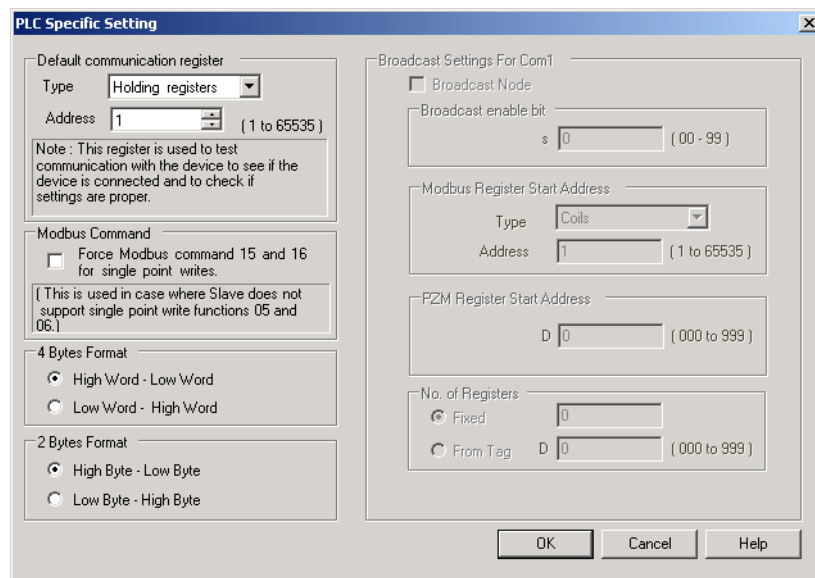 PLC Specific Setting
Default communication register
Type Holding registers
Address 1 ( 1 to 65535 )
Note : This register is used to test
communication with the device to see if the
device is connected and to check if
settings are proper.
Modbus Command
Force Modbus command 15 and 16
for single point writes.
( This is used in case where Slave does not
support single point write functions 05 and
06.)
4 Bytes Format
High Word - Low Word
Low Word - High Word
2 Bytes Format
High Byte - Low Byte
Low Byte - High Byte
Broadcast Settings For Com1
Broadcast Node
Broadcast enable bit
s 0 ( 00 - 99 )
Modbus Register Start Address
Type Coils
Address 1 ( 1 to 65535 )
PZM Register Start Address
D 0 ( 000 to 999 )
No. of Registers
Fixed 0
From Tag D 0 ( 000 to 999 )
OK Cancel Help